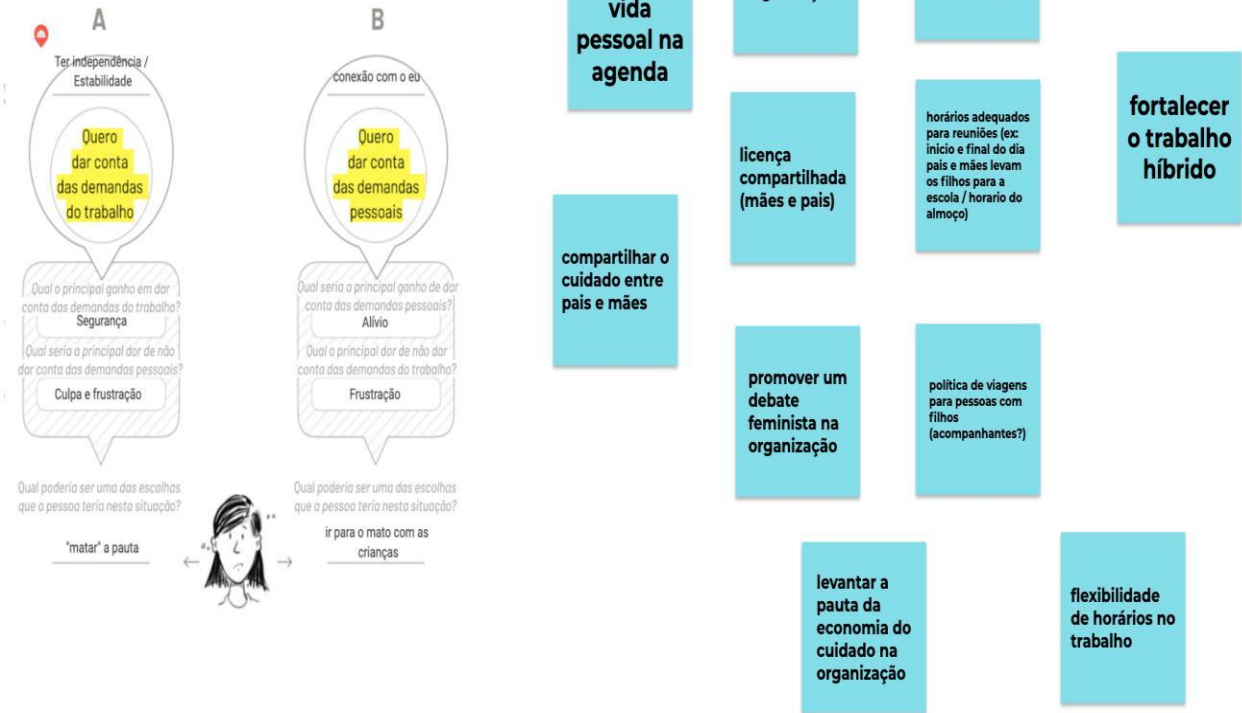 A
Ter independência /
Estabilidade
Quero
dar conta
das demandas
do trabalho
Qual o principal ganho em dar
conta das demandas do trabalho?
Segurança
Qual seria a principal dor de não
dar conta das demandas pessoais?
Culpa e frustração
Qual poderia ser uma das escolhas
que a pessoa teria nesta situação?
"matar" a pauta
B
conexão com o eu
Quero
dar conta
das demandas
pessoais
Qual seria a principal ganho de dar
conta das demandas pessoais?
Alívio
Qual o principal dor de não dar
conta das demandas do trabalho?
Frustração
Qual poderia ser uma das escolhas
que a pessoa teria nesta situação?
ir para o mato com as
crianças
vida
pessoal na
agenda
compartilhar o
cuidado entre
pais e mães
licença
compartilhada
(mães e pais)
horários adequados
para reuniões (ex:
inicio e final do dia
pais e mães levam
os filhos para a
escola / horario do
almoço)
fortalecer
o trabalho
híbrido
promover um
debate
feminista na
organização
política de viagens
para pessoas com
filhos
(acompanhantes?)
levantar a
pauta da
economia do
cuidado na
organização
flexibilidade
de horários no
trabalho